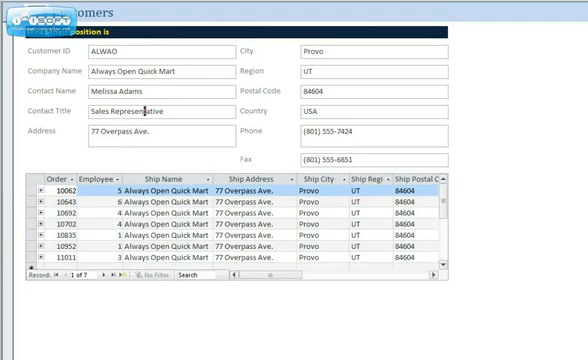 Customers
position is
Customer ID ALWAO City Provo
Company Name Always Open Quick Mart Region UT
Contact Name Melissa Adams Postal Code 84604
Contact Title Sales Representative Country USA
Address 77 Overpass Ave. Phone (801) 555-7424
Fax (801) 555-6851
Order Employee Ship Name Ship Address Ship City Ship Regi Ship Postal C
10062 5 Always Open Quick Mart 77 Overpass Ave. Provo UT 84604
10643 6 Always Open Quick Mart 77 Overpass Ave. Provo UT 84604
10692 4 Always Open Quick Mart 77 Overpass Ave. Provo UT 84604
10702 4 Always Open Quick Mart 77 Overpass Ave. Provo UT 84604
10835 1 Always Open Quick Mart 77 Overpass Ave. Provo UT 84604
10952 1 Always Open Quick Mart 77 Overpass Ave. Provo UT 84604
11011 3 Always Open Quick Mart 77 Overpass Ave. Provo UT 84604
Record: 1 of 7 No Filter Search